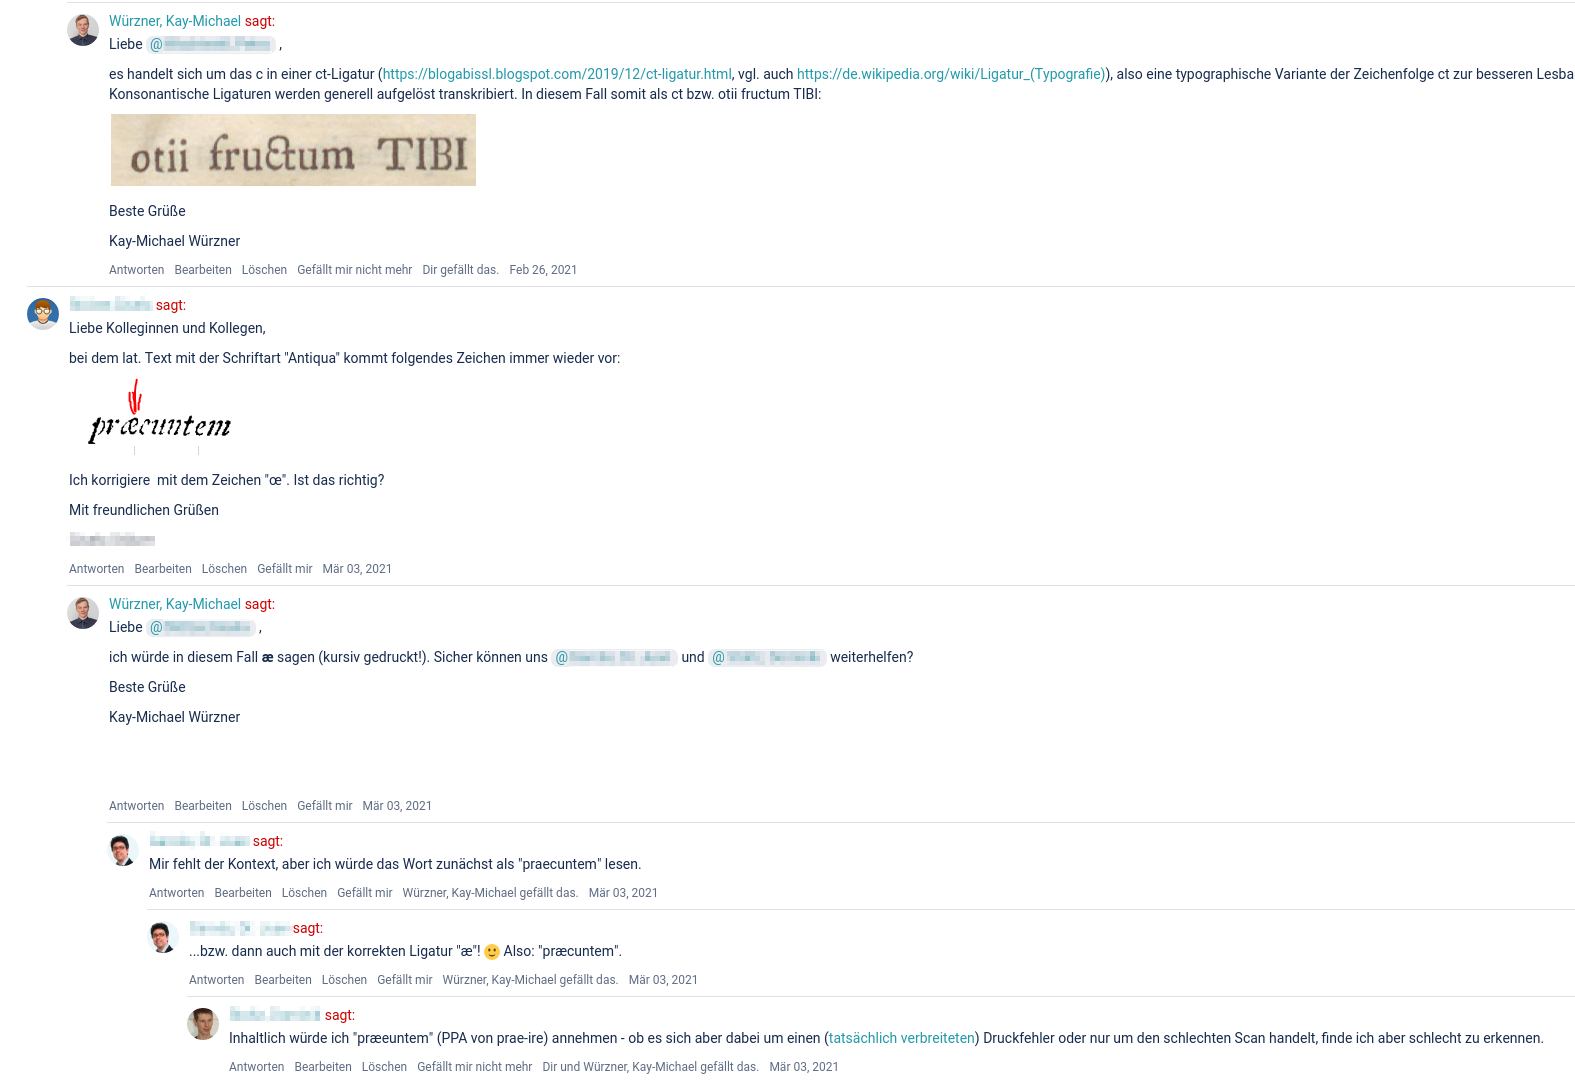 Würzner, Kay-Michael sagt:
Liebe @ ,
es handelt sich um das c in einer ct-Ligatur (https://blogabissl.blogspot.com/2019/12/ct-ligatur.html, vgl. auch https://de.wikipedia.org/wiki/Ligatur_(Typografie)), also eine typographische Variante der Zeichenfolge ct zur besseren Lesba
Konsonantische Ligaturen werden generell aufgelöst transkribiert. In diesem Fall somit als ct bzw. otii fructum TIBI:
otii fructum TIBI
Beste Grüße
Kay-Michael Würzner
Antworten Bearbeiten Löschen Gefällt mir nicht mehr Dir gefällt das. Feb 26, 2021
sagt:
Liebe Kolleginnen und Kollegen,
bei dem lat. Text mit der Schriftart "Antiqua" kommt folgendes Zeichen immer wieder vor:
præcuntem
Ich korrigiere mit dem Zeichen "œ". Ist das richtig?
Mit freundlichen Grüßen
Antworten Bearbeiten Löschen Gefällt mir Mär 03, 2021
Würzner, Kay-Michael sagt:
Liebe @ ,
ich würde in diesem Fall æ sagen (kursiv gedruckt!). Sicher können uns @ und @ weiterhelfen?
Beste Grüße
Kay-Michael Würzner
Antworten Bearbeiten Löschen Gefällt mir Mär 03, 2021
sagt:
Mir fehlt der Kontext, aber ich würde das Wort zunächst als "praecuntem" lesen.
Antworten Bearbeiten Löschen Gefällt mir Würzner, Kay-Michael gefällt das. Mär 03, 2021
sagt:
...bzw. dann auch mit der korrekten Ligatur "æ"! 🙂 Also: "præcuntem".
Antworten Bearbeiten Löschen Gefällt mir Würzner, Kay-Michael gefällt das. Mär 03, 2021
sagt:
Inhaltlich würde ich "præeuntem" (PPA von prae-ire) annehmen - ob es sich aber dabei um einen (tatsächlich verbreiteten) Druckfehler oder nur um den schlechten Scan handelt, finde ich aber schlecht zu erkennen.
Antworten Bearbeiten Löschen Gefällt mir nicht mehr Dir und Würzner, Kay-Michael gefällt das. Mär 03, 2021